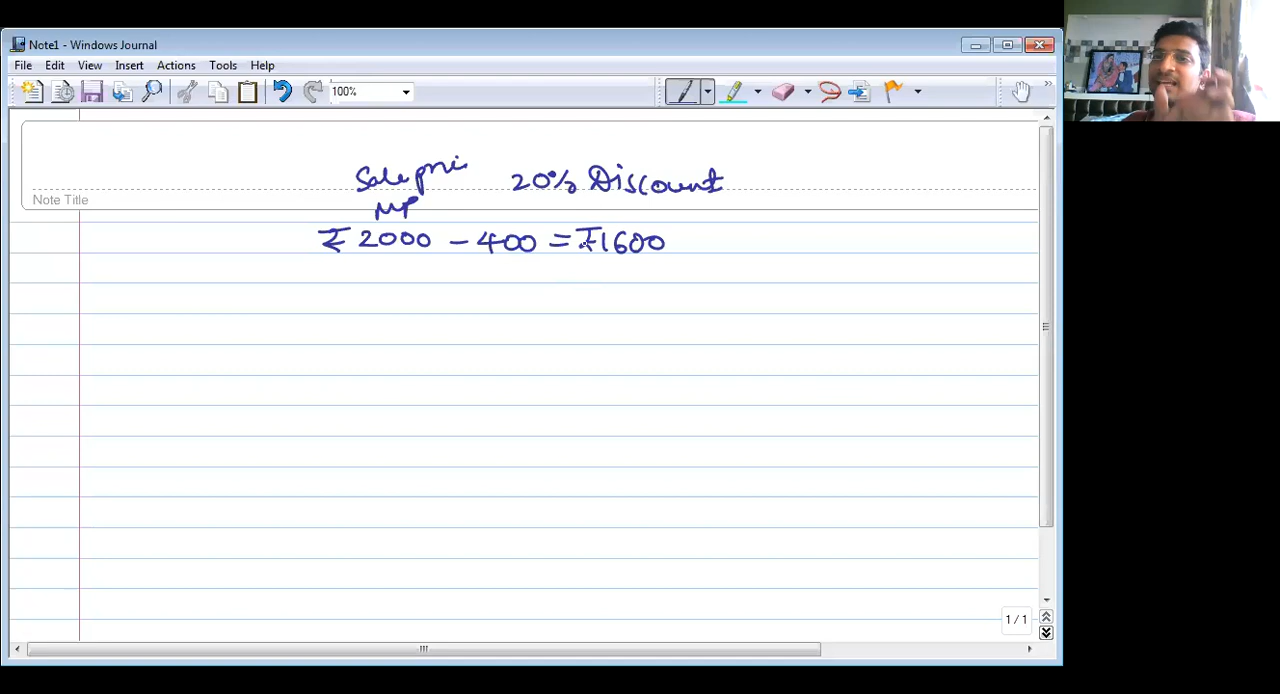 Note1 - Windows Journal
File Edit View Insert Actions Tools Help
100%
Sale pri 20% Discount
Note Title
MP
₹ 2000 - 400 = ₹1600
1 / 1